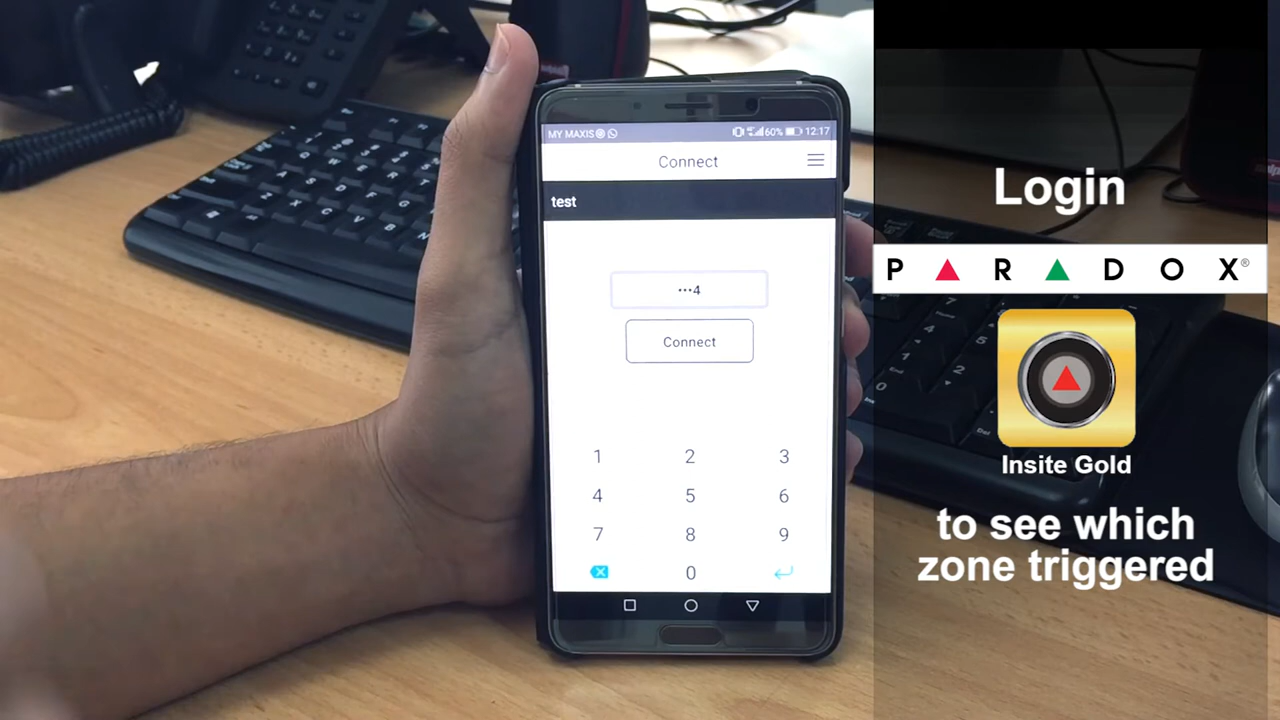 MY MAXIS
60%
12:17
Connect
test
•••4
Connect
1 2 3
4 5 6
7 8 9
0
Login
PARADOX®
Insite Gold
to see which
zone triggered